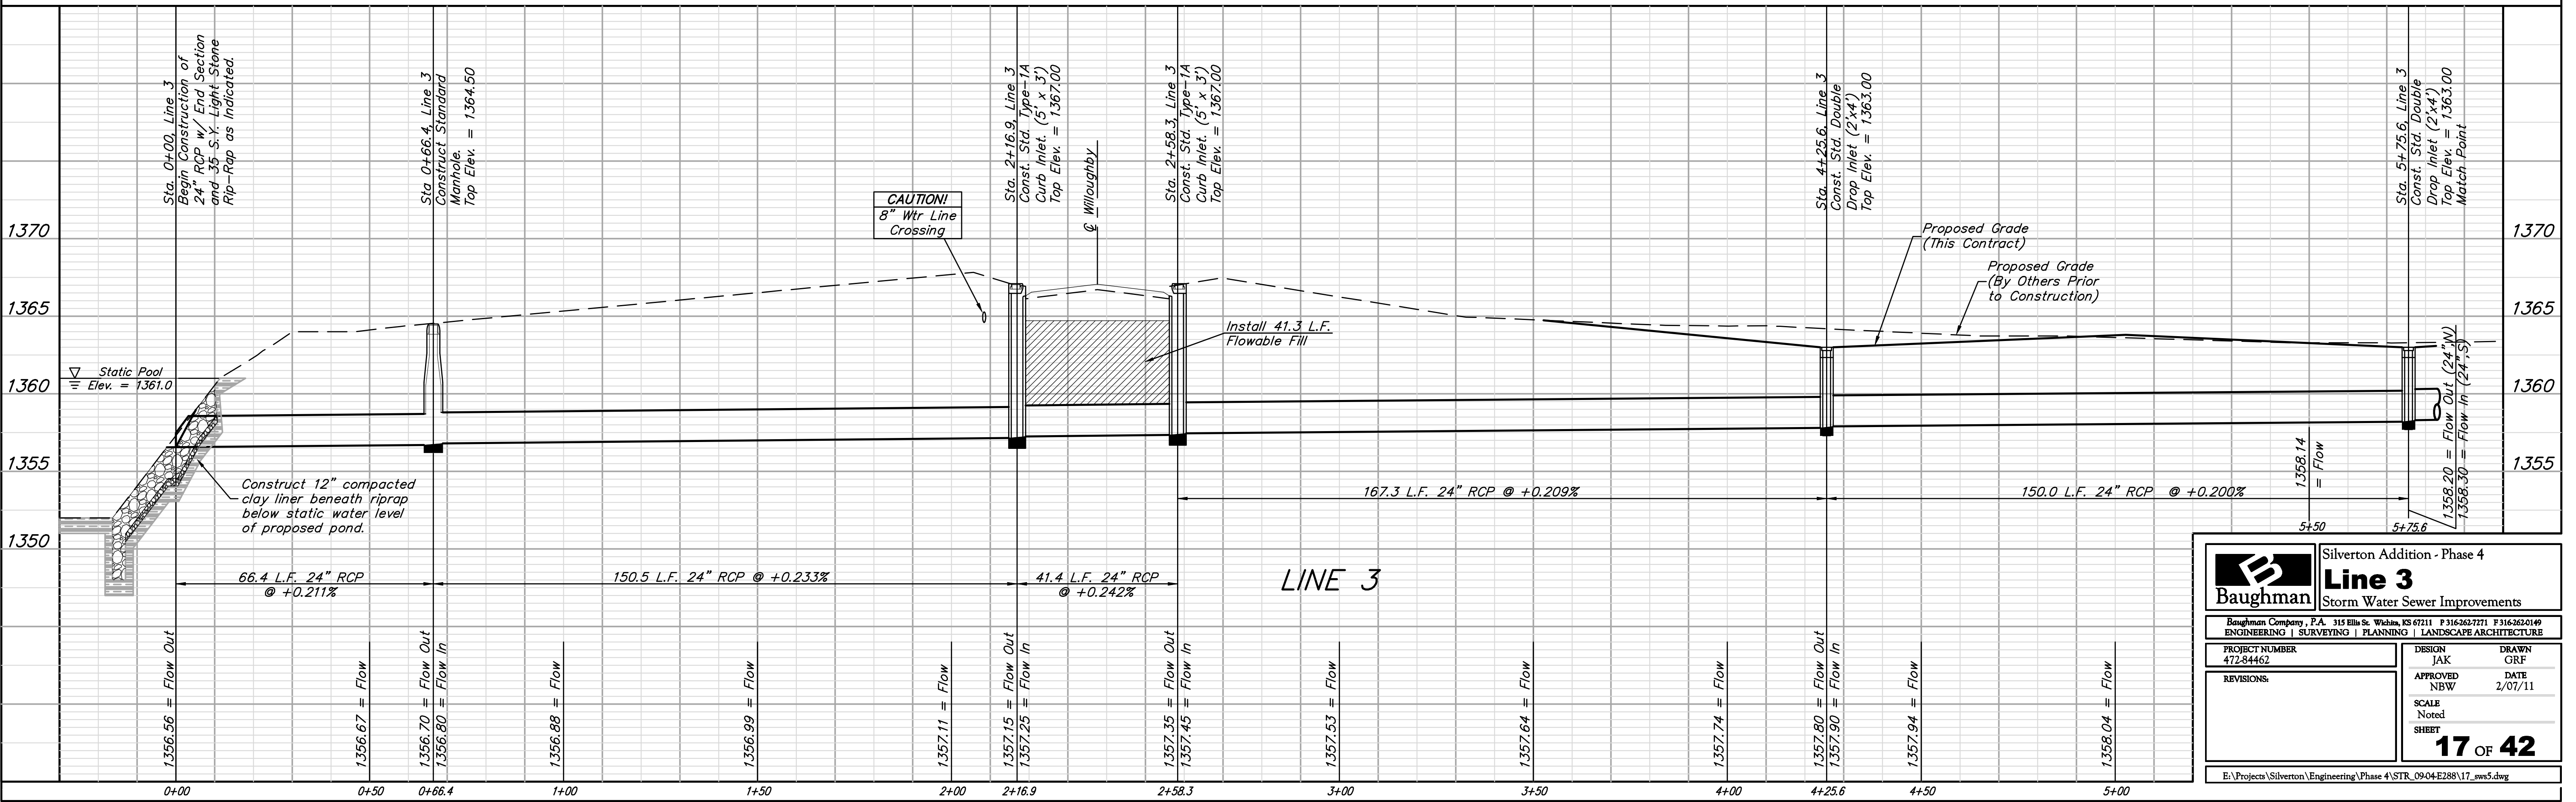 Sta. 0+00, Line 3
Begin Construction of
24" RCP w/ End Section
and 35 S.Y. Light Stone
Rip-Rap as Indicated.
Sta 0+66.4, Line 3
Construct Standard
Manhole.
Top Elev. = 1364.50
Sta. 2+16.9, Line 3
Const. Std. Type-1A
Curb Inlet. (5' x 3')
Top Elev. = 1367.00
℄ Willoughby
Sta. 2+58.3, Line 3
Const. Std. Type-1A
Curb Inlet. (5' x 3')
Top Elev. = 1367.00
Sta. 4+25.6, Line 3
Const. Std. Double
Drop Inlet (2'x4')
Top Elev. = 1363.00
Sta. 5+75.6, Line 3
Const. Std. Double
Drop Inlet (2'x4')
Top Elev. = 1363.00
Match Point
CAUTION!
8" Wtr Line
Crossing
1370
1370
Proposed Grade
(This Contract)
Proposed Grade
(By Others Prior
to Construction)
1365
1365
Install 41.3 L.F.
Flowable Fill
Static Pool
Elev. = 1361.0
1360
1360
1355
1355
Construct 12" compacted
clay liner beneath riprap
below static water level
of proposed pond.
167.3 L.F. 24" RCP @ +0.209%
150.0 L.F. 24" RCP @ +0.200%
1358.14
= Flow
1358.20 = Flow Out (24",N)
1358.30 = Flow In (24",S)
5+50
5+75.6
1350
66.4 L.F. 24" RCP
@ +0.211%
150.5 L.F. 24" RCP @ +0.233%
41.4 L.F. 24" RCP
@ +0.242%
LINE 3
1356.56 = Flow Out
1356.67 = Flow
1356.70 = Flow Out
1356.80 = Flow In
1356.88 = Flow
1356.99 = Flow
1357.11 = Flow
1357.15 = Flow Out
1357.25 = Flow In
1357.35 = Flow Out
1357.45 = Flow In
1357.53 = Flow
1357.64 = Flow
1357.74 = Flow
1357.80 = Flow Out
1357.90 = Flow In
1357.94 = Flow
1358.04 = Flow
0+00
0+50
0+66.4
1+00
1+50
2+00
2+16.9
2+58.3
3+00
3+50
4+00
4+25.6
4+50
5+00
B
Baughman
Silverton Addition - Phase 4
Line 3
Storm Water Sewer Improvements
Baughman Company, P.A. 315 Ellis St. Wichita, KS 67211 P 316-262-7271 F 316-262-0149
ENGINEERING | SURVEYING | PLANNING | LANDSCAPE ARCHITECTURE
PROJECT NUMBER
472-84462
REVISIONS:
DESIGN
JAK
DRAWN
GRF
APPROVED
NBW
DATE
2/07/11
SCALE
Noted
SHEET
17 OF 42
E:\Projects\Silverton\Engineering\Phase 4\STR_09-04-E288\17_sws5.dwg